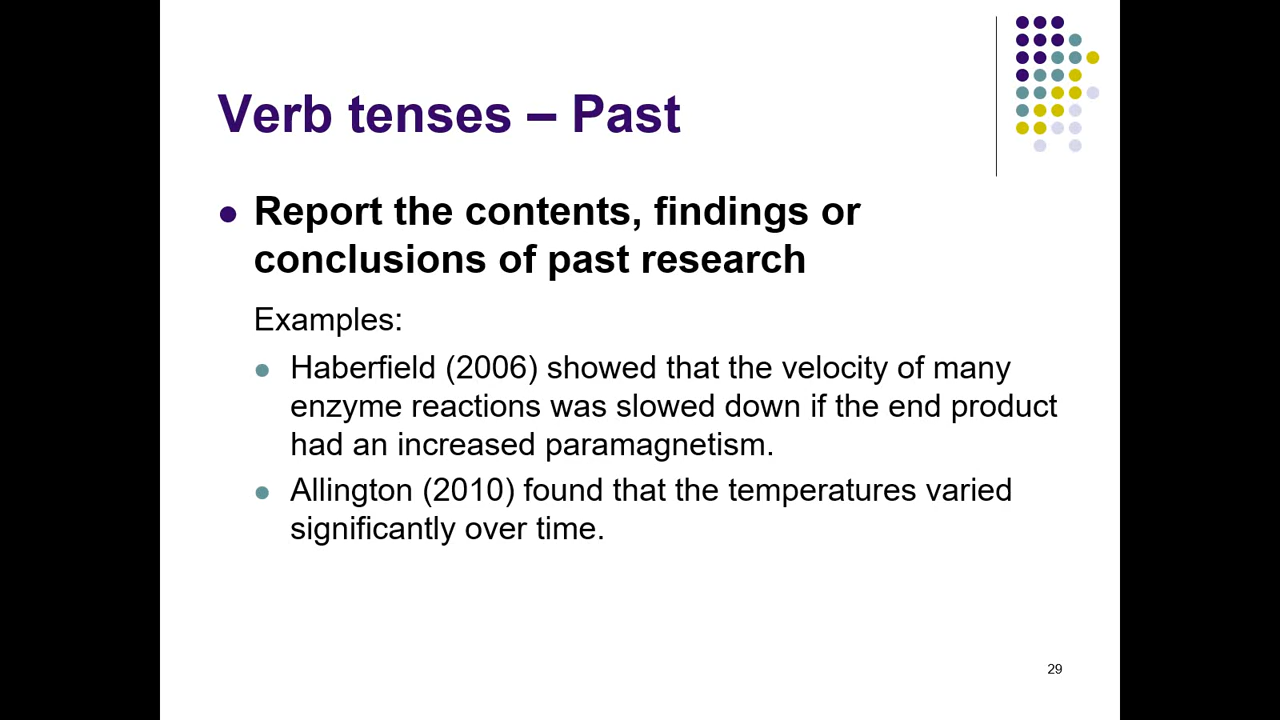 Verb tenses – Past
Report the contents, findings or
conclusions of past research
Examples:
Haberfield (2006) showed that the velocity of many
enzyme reactions was slowed down if the end product
had an increased paramagnetism.
Allington (2010) found that the temperatures varied
significantly over time.
29